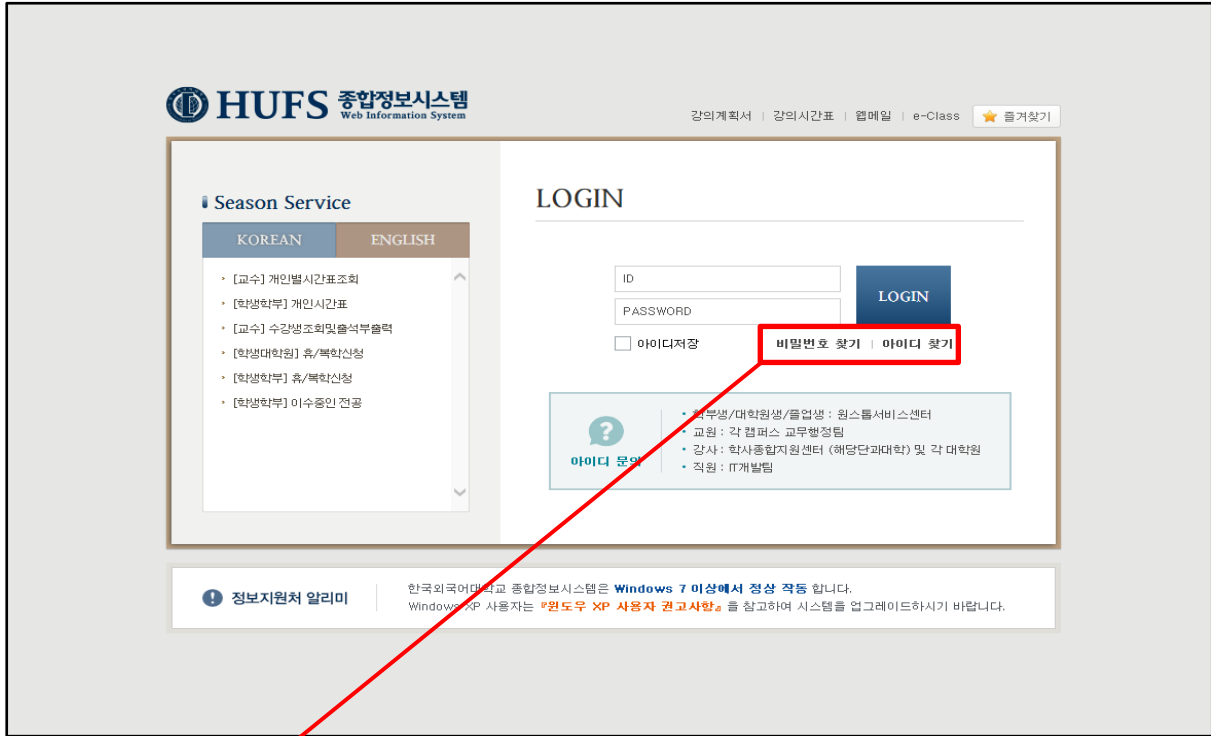 HUFS 종합정보시스템
Web Information System
강의계획서 | 강의시간표 | 웹메일 | e-Class 즐겨찾기
Season Service
KOREAN ENGLISH
[교수] 개인별시간표조회
[학생학부] 개인시간표
[교수] 수강생조회및출석부출력
[학생대학원] 휴/복학신청
[학생학부] 휴/복학신청
[학생학부] 이수중인 전공
LOGIN
ID
PASSWORD
LOGIN
아이디저장
비밀번호 찾기 | 아이디 찾기
? 아이디 문의
• 학부생/대학원생/졸업생 : 원스톱서비스센터
• 교원 : 각 캠퍼스 교무행정팀
• 강사 : 학사종합지원센터 (해당단과대학) 및 각 대학원
• 직원 : IT개발팀
! 정보지원처 알리미
한국외국어대학교 종합정보시스템은 Windows 7 이상에서 정상 작동 합니다.
Windows XP 사용자는 『윈도우 XP 사용자 권고사항』 을 참고하여 시스템을 업그레이드하시기 바랍니다.